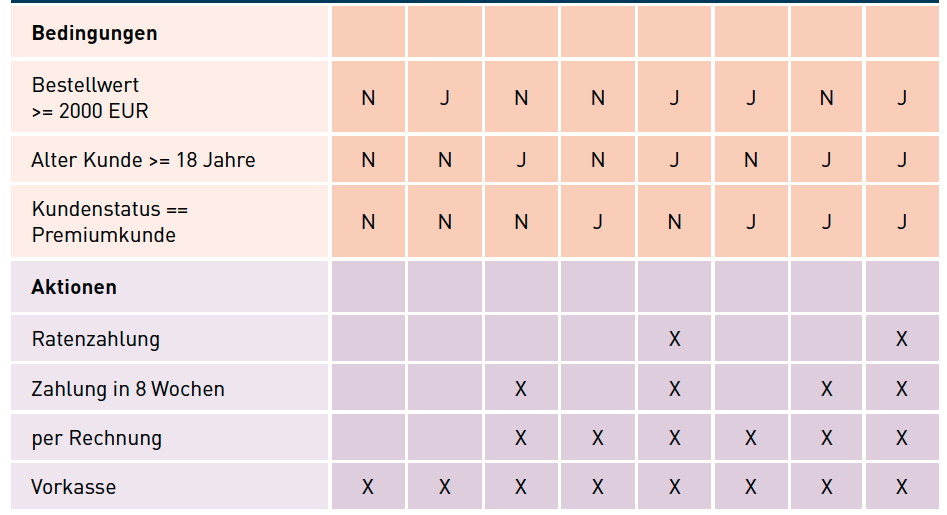 Bedingungen
Bestellwert
>= 2000 EUR N J N N J J N J
Alter Kunde >= 18 Jahre N N J N J N J J
Kundenstatus ==
Premiumkunde N N N J N J J J
Aktionen
Ratenzahlung X X
Zahlung in 8 Wochen X X X X
per Rechnung X X X X X X
Vorkasse X X X X X X X X